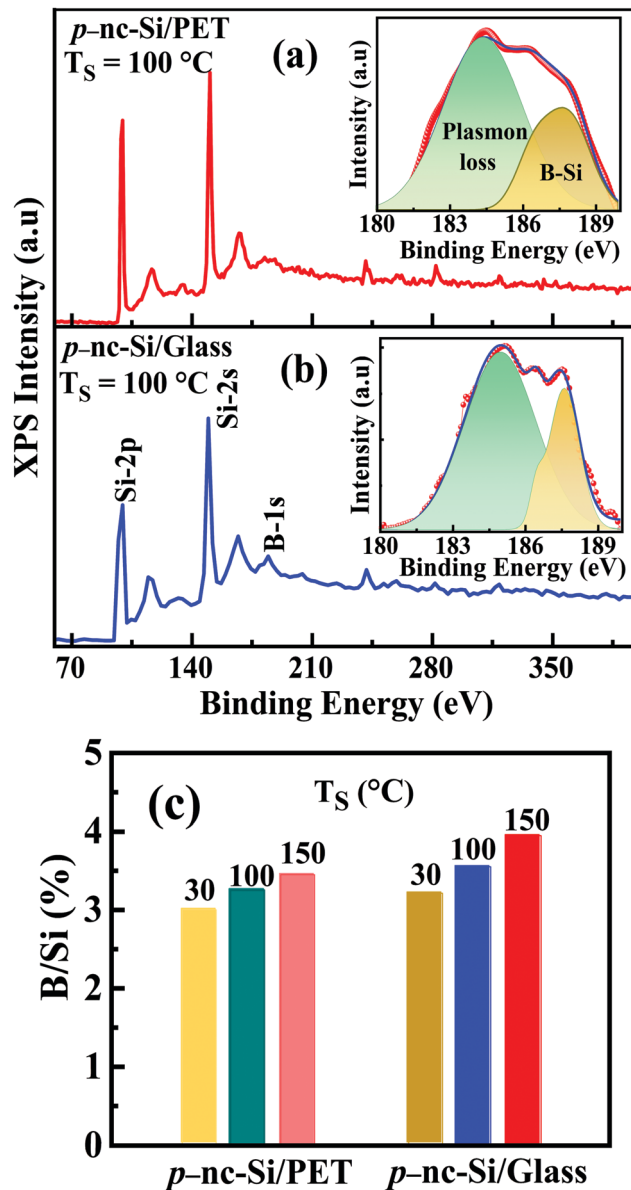 p–nc-Si/PET
T_S = 100 °C
(a)
Intensity (a.u)
Plasmon
loss
B-Si
180 183 186 189
Binding Energy (eV)
XPS Intensity (a.u)
p-nc-Si/Glass
T_S = 100 °C
(b)
Si-2p
Si-2s
B-1s
Intensity (a.u)
180 183 186 189
Binding Energy (eV)
70 140 210 280 350
Binding Energy (eV)
(c)
T_S (°C)
B/Si (%)
5
4
3
2
1
0
30 100 150
30 100 150
p–nc-Si/PET p–nc-Si/Glass